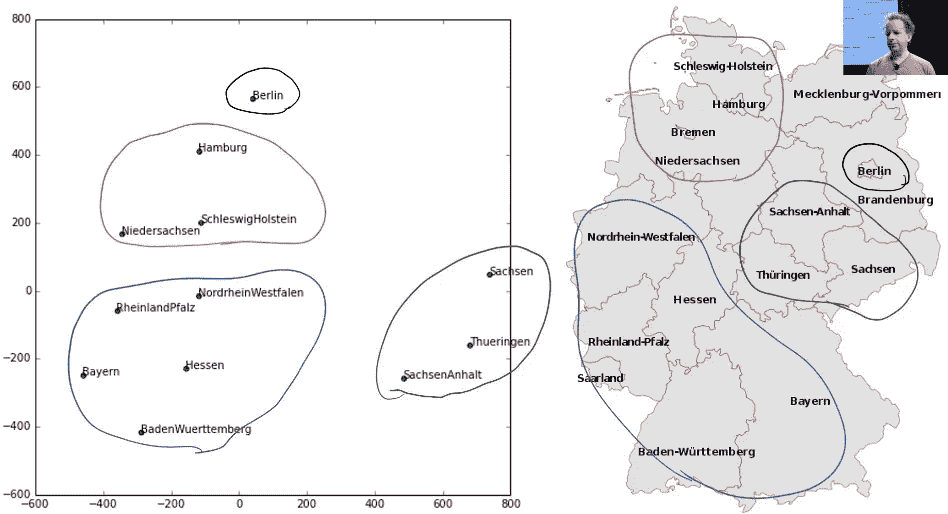 800
600
400
200
0
−200
−400
−600
−600
−400
−200
0
200
400
600
800
Berlin
Hamburg
SchleswigHolstein
Niedersachsen
Sachsen
NordrheinWestfalen
RheinlandPfalz
Thueringen
Hessen
Bayern
SachsenAnhalt
BadenWuerttemberg
Schleswig-Holstein
Mecklenburg-Vorpommern
Hamburg
Bremen
Niedersachsen
Berlin
Brandenburg
Sachsen-Anhalt
Nordrhein-Westfalen
Sachsen
Thüringen
Hessen
Rheinland-Pfalz
Saarland
Bayern
Baden-Württemberg